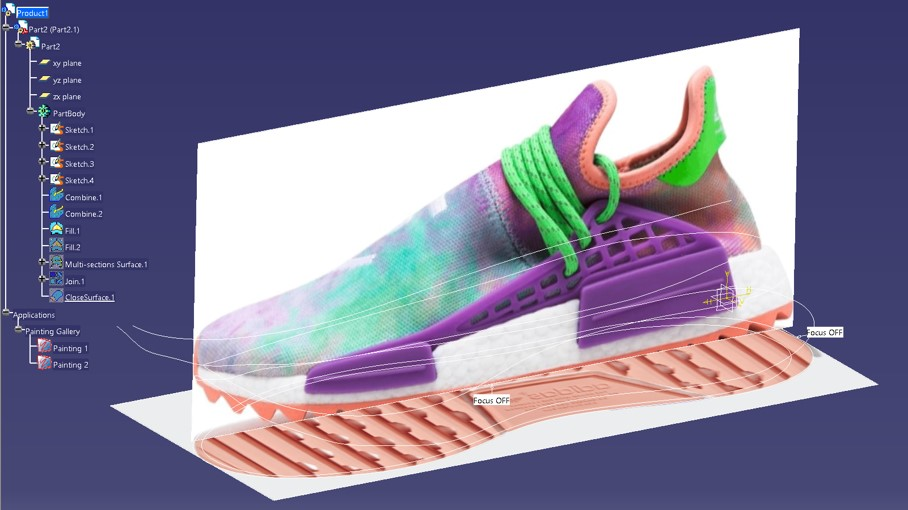 Product1
Part2 (Part2.1)
Part2
xy plane
yz plane
zx plane
PartBody
Sketch.1
Sketch.2
Sketch.3
Sketch.4
Combine.1
Combine.2
Fill.1
Fill.2
Multi-sections Surface.1
Join.1
CloseSurface.1
Applications
Painting Gallery
Painting 1
Painting 2
Focus OFF
Focus OFF